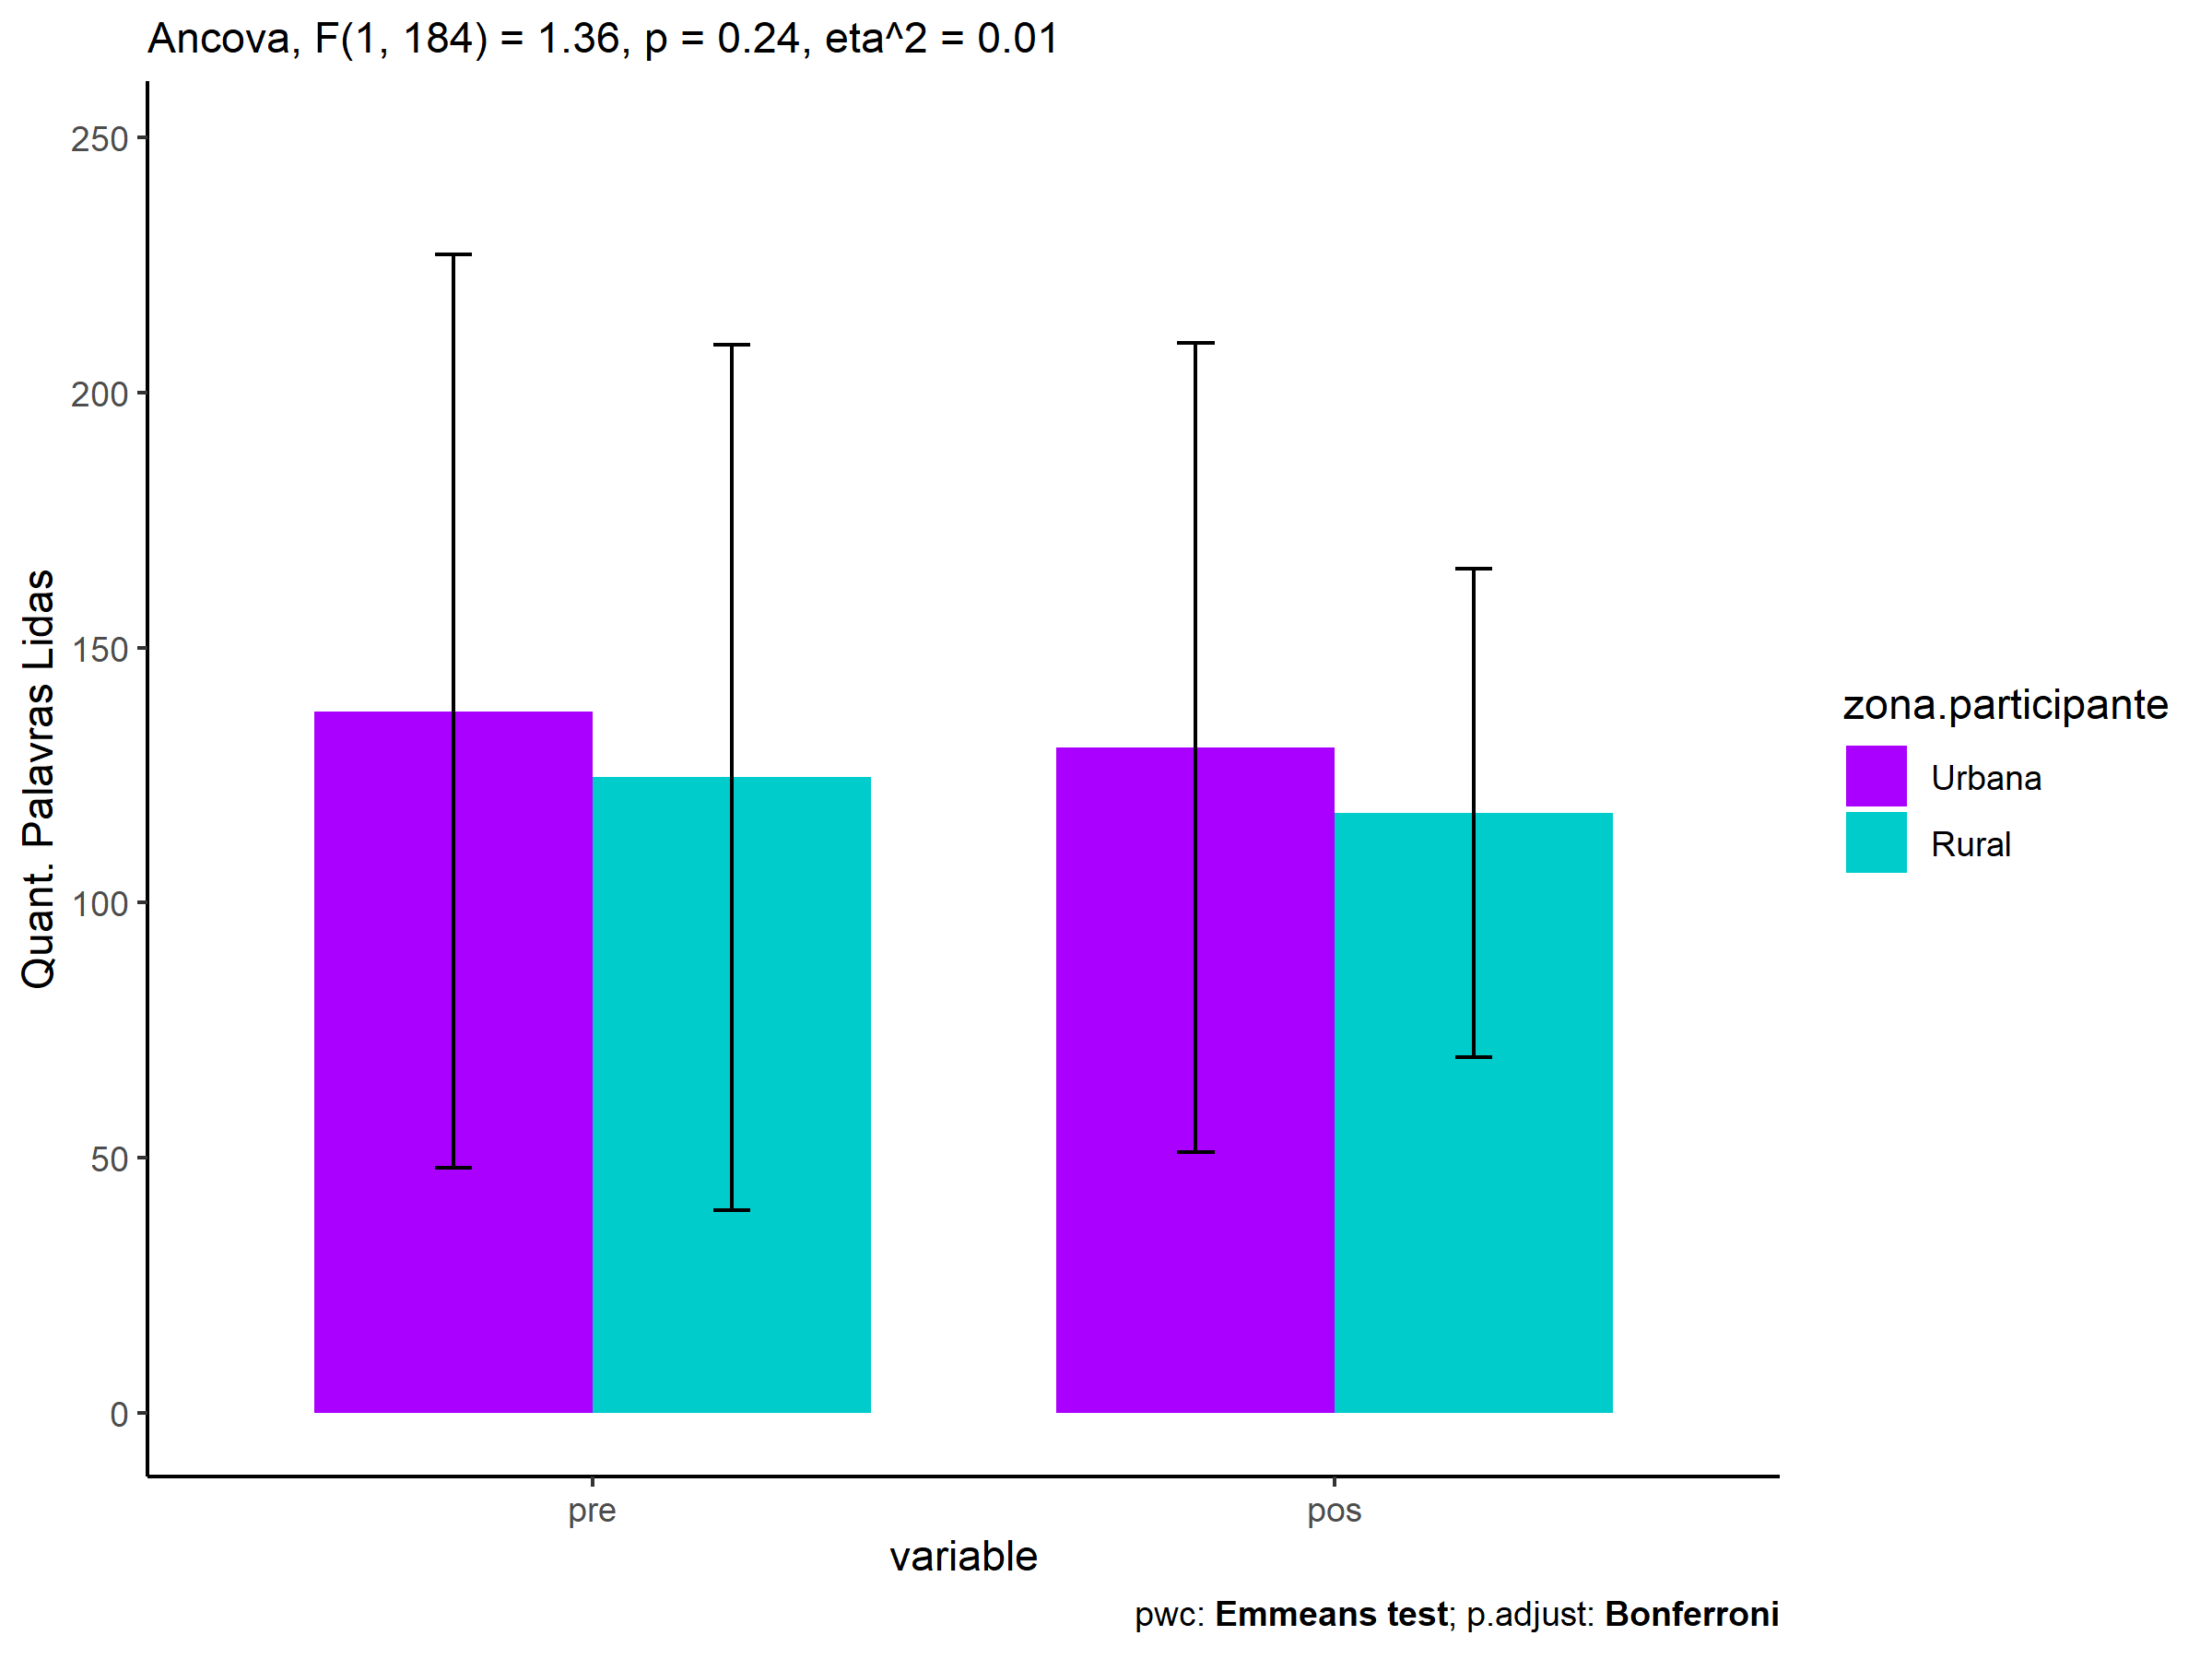 Ancova, F(1, 184) = 1.36, p = 0.24, eta^2 = 0.01
Quant. Palavras Lidas
250
200
150
100
50
0
pre
pos
variable
zona.participante
Urbana
Rural
pwc: Emmeans test; p.adjust: Bonferroni